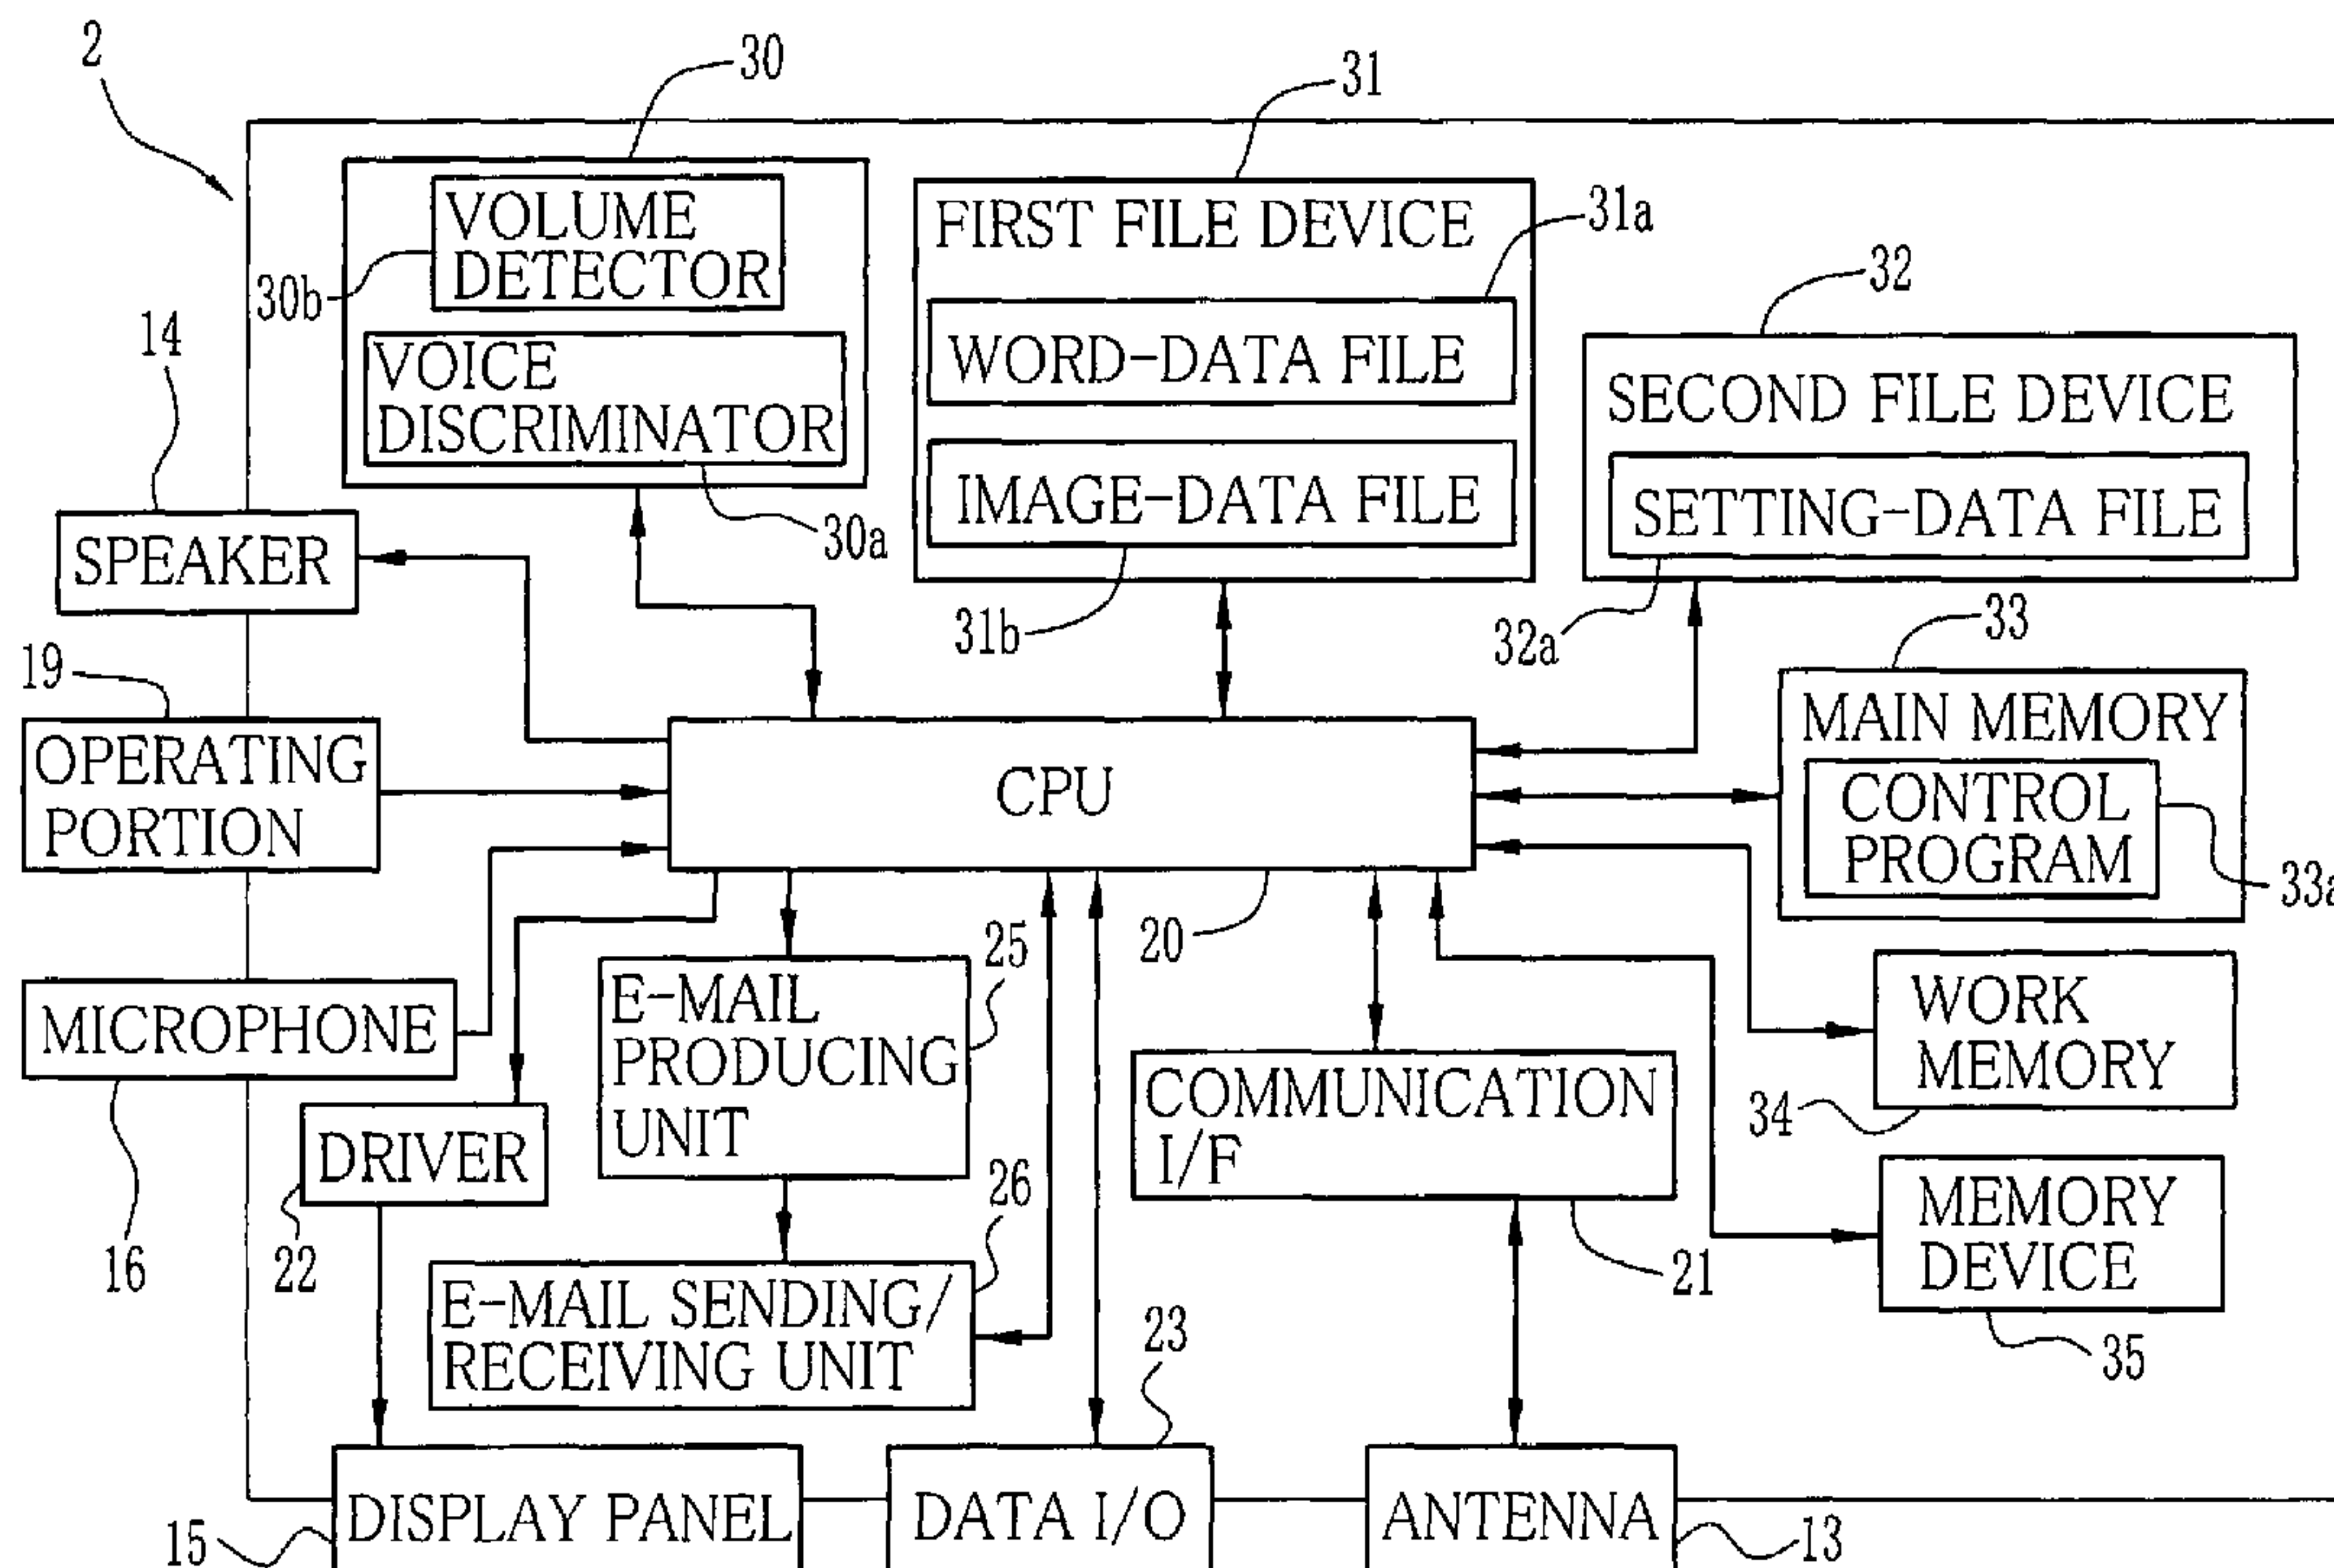 2
30
31
VOLUME
DETECTOR
30b
VOICE
DISCRIMINATOR
30a
FIRST FILE DEVICE
31a
WORD-DATA FILE
IMAGE-DATA FILE
31b
32
SECOND FILE DEVICE
SETTING-DATA FILE
32a
14
SPEAKER
19
OPERATING
PORTION
CPU
20
33
MAIN MEMORY
CONTROL
PROGRAM
33a
MICROPHONE
16
DRIVER
22
25
E-MAIL
PRODUCING
UNIT
26
E-MAIL SENDING/
RECEIVING UNIT
COMMUNICATION
I/F
21
WORK
MEMORY
34
MEMORY
DEVICE
35
23
DISPLAY PANEL
15
DATA I/O
ANTENNA
13